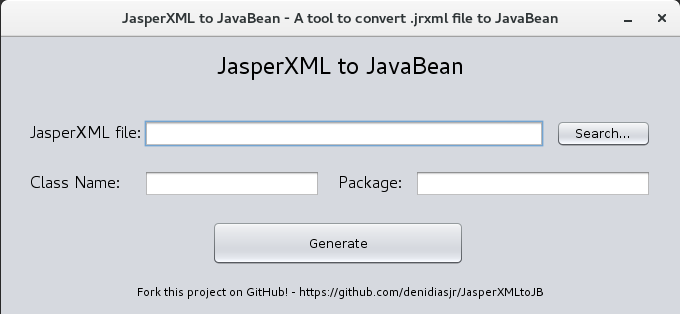 JasperXML to JavaBean - A tool to convert .jrxml file to JavaBean
JasperXML to JavaBean
JasperXML file: Search...
Class Name: Package:
Generate
Fork this project on GitHub! - https://github.com/denidiasjr/JasperXMLtoJB